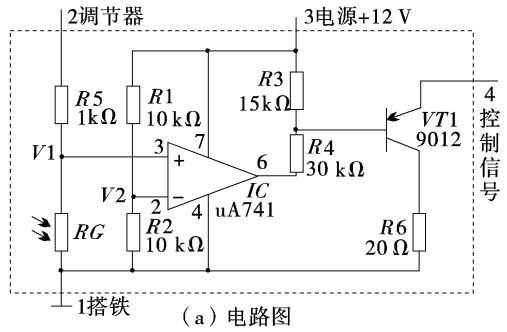 2调节器
3电源+12 V
R5
1kΩ
R1
10 kΩ
R3
15kΩ
4
控
制
信
号
VT1
9012
V1
3
+
7
6
R4
30 kΩ
V2
2
−
4
IC
uA741
RG
R2
10 kΩ
R6
20 Ω
1搭铁
(a) 电路图